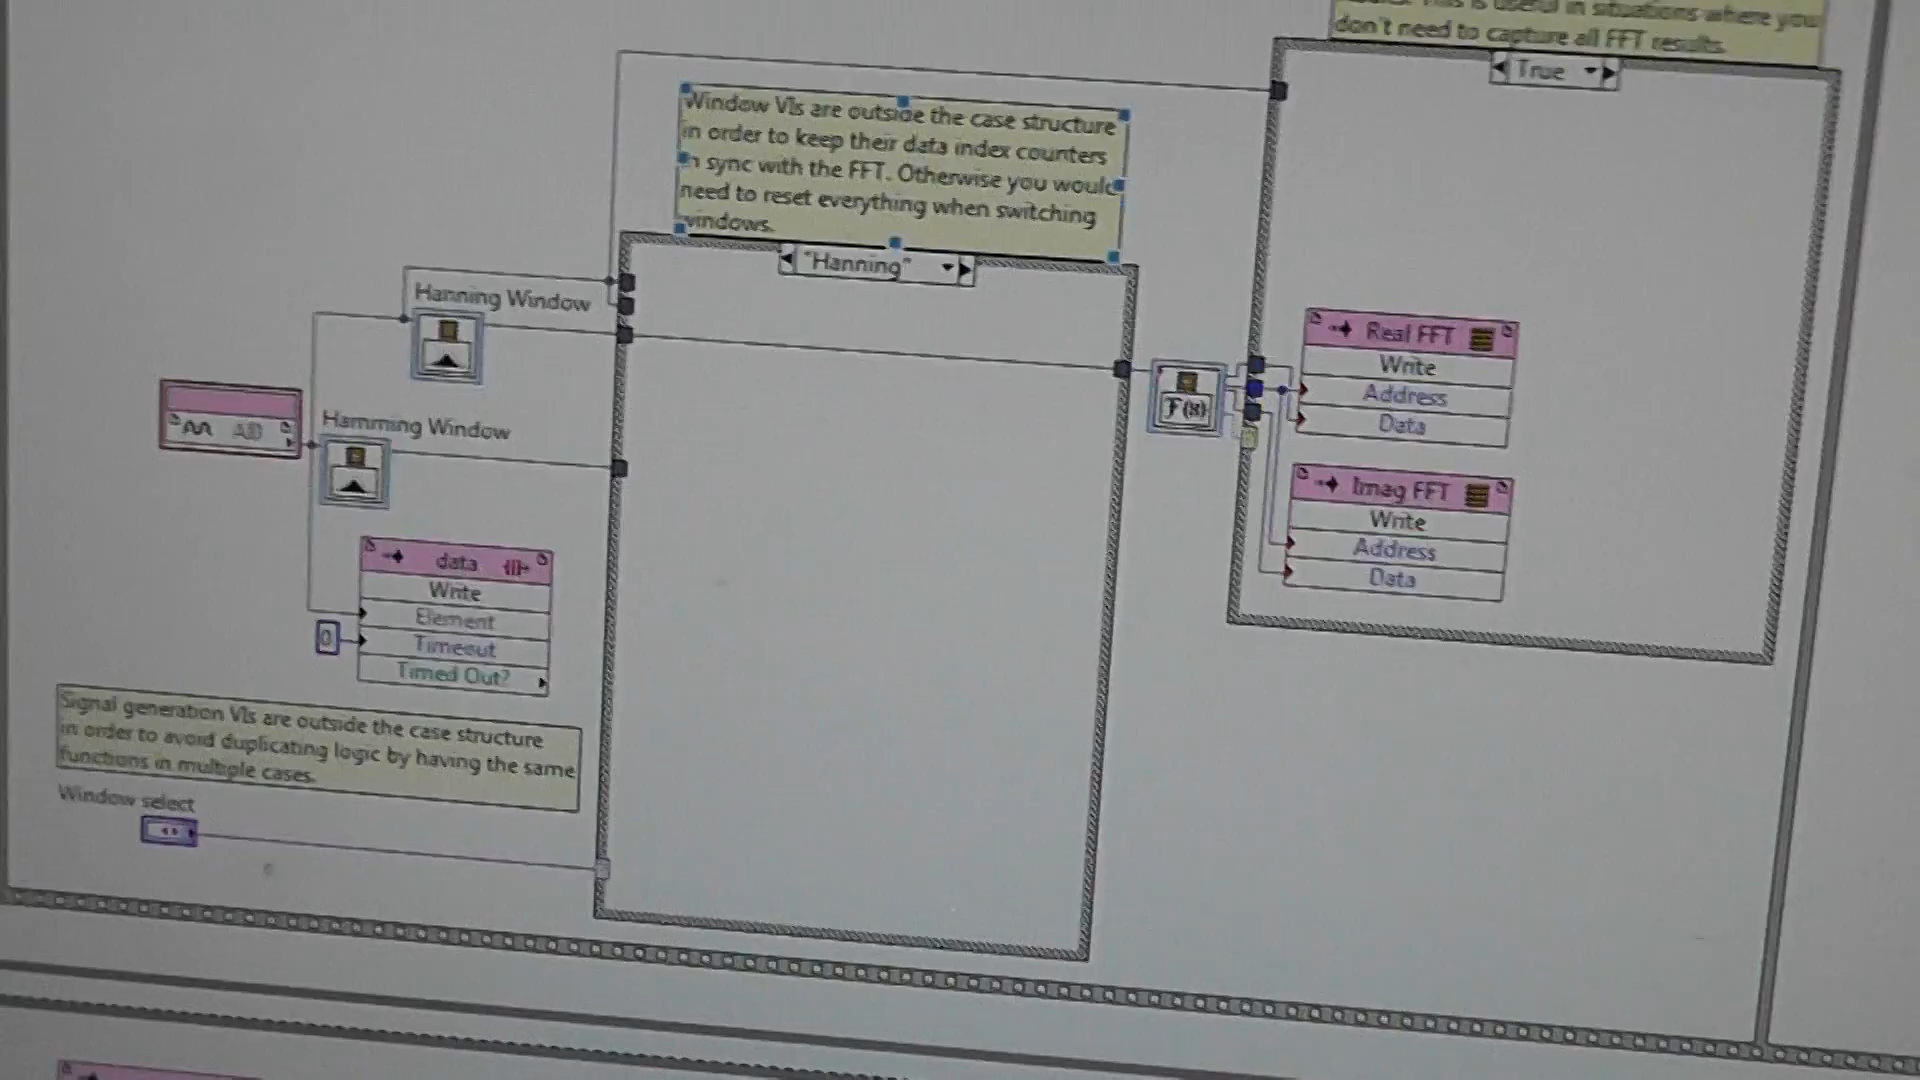 This is useful in situations where you
don't need to capture all FFT results.
True
Window VIs are outside the case structure
in order to keep their data index counters
in sync with the FFT. Otherwise you would
need to reset everything when switching
windows.
"Hanning"
Hanning Window
Real FFT
Write
Address
Data
F(x)
AI0
Hamming Window
Imag FFT
Write
Address
Data
data
Write
Element
Timeout
Timed Out?
0
Signal generation VIs are outside the case structure
in order to avoid duplicating logic by having the same
functions in multiple cases.
Window select